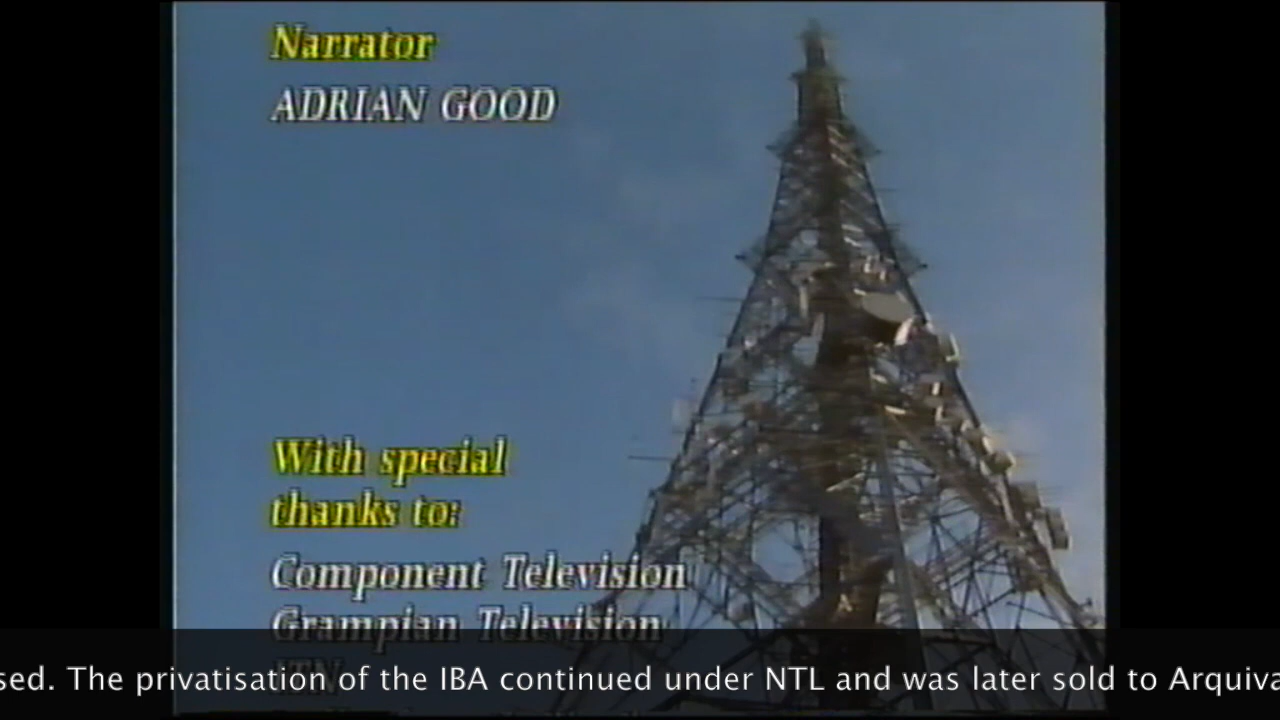 Narrator
ADRIAN GOOD
With special
thanks to:
Component Television
Grampian Television
ITN
sed. The privatisation of the IBA continued under NTL and was later sold to Arquiva